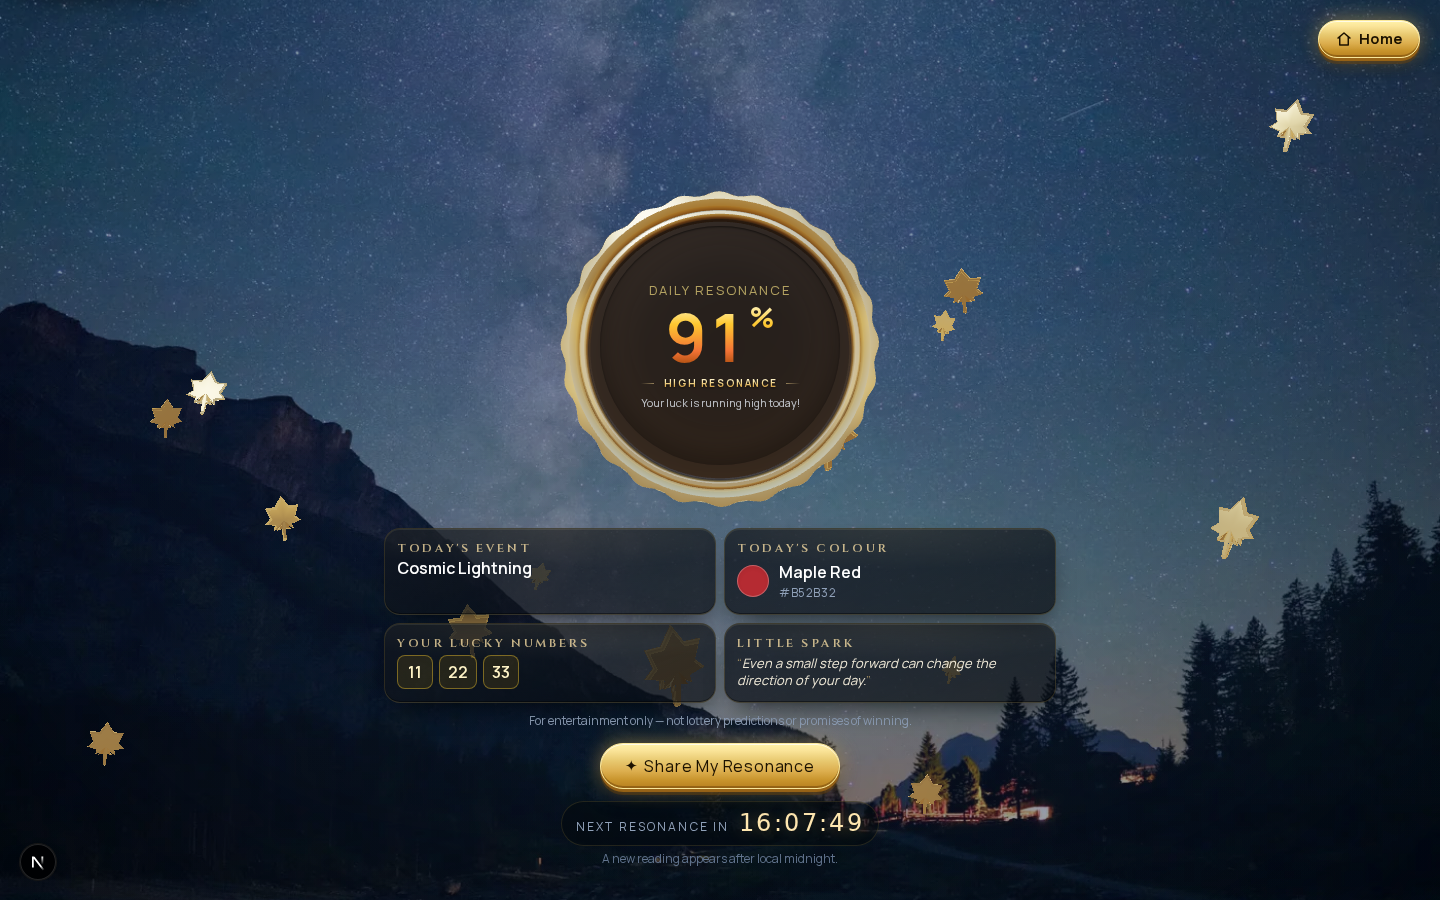 Home
DAILY RESONANCE
91%
HIGH RESONANCE
Your luck is running high today!
TODAY'S EVENT
Cosmic Lightning
TODAY'S COLOUR
Maple Red
#B52B32
YOUR LUCKY NUMBERS
11 22 33
LITTLE SPARK
"Even a small step forward can change the
direction of your day."
For entertainment only — not lottery predictions or promises of winning.
✦ Share My Resonance
NEXT RESONANCE IN 16:07:49
A new reading appears after local midnight.
N